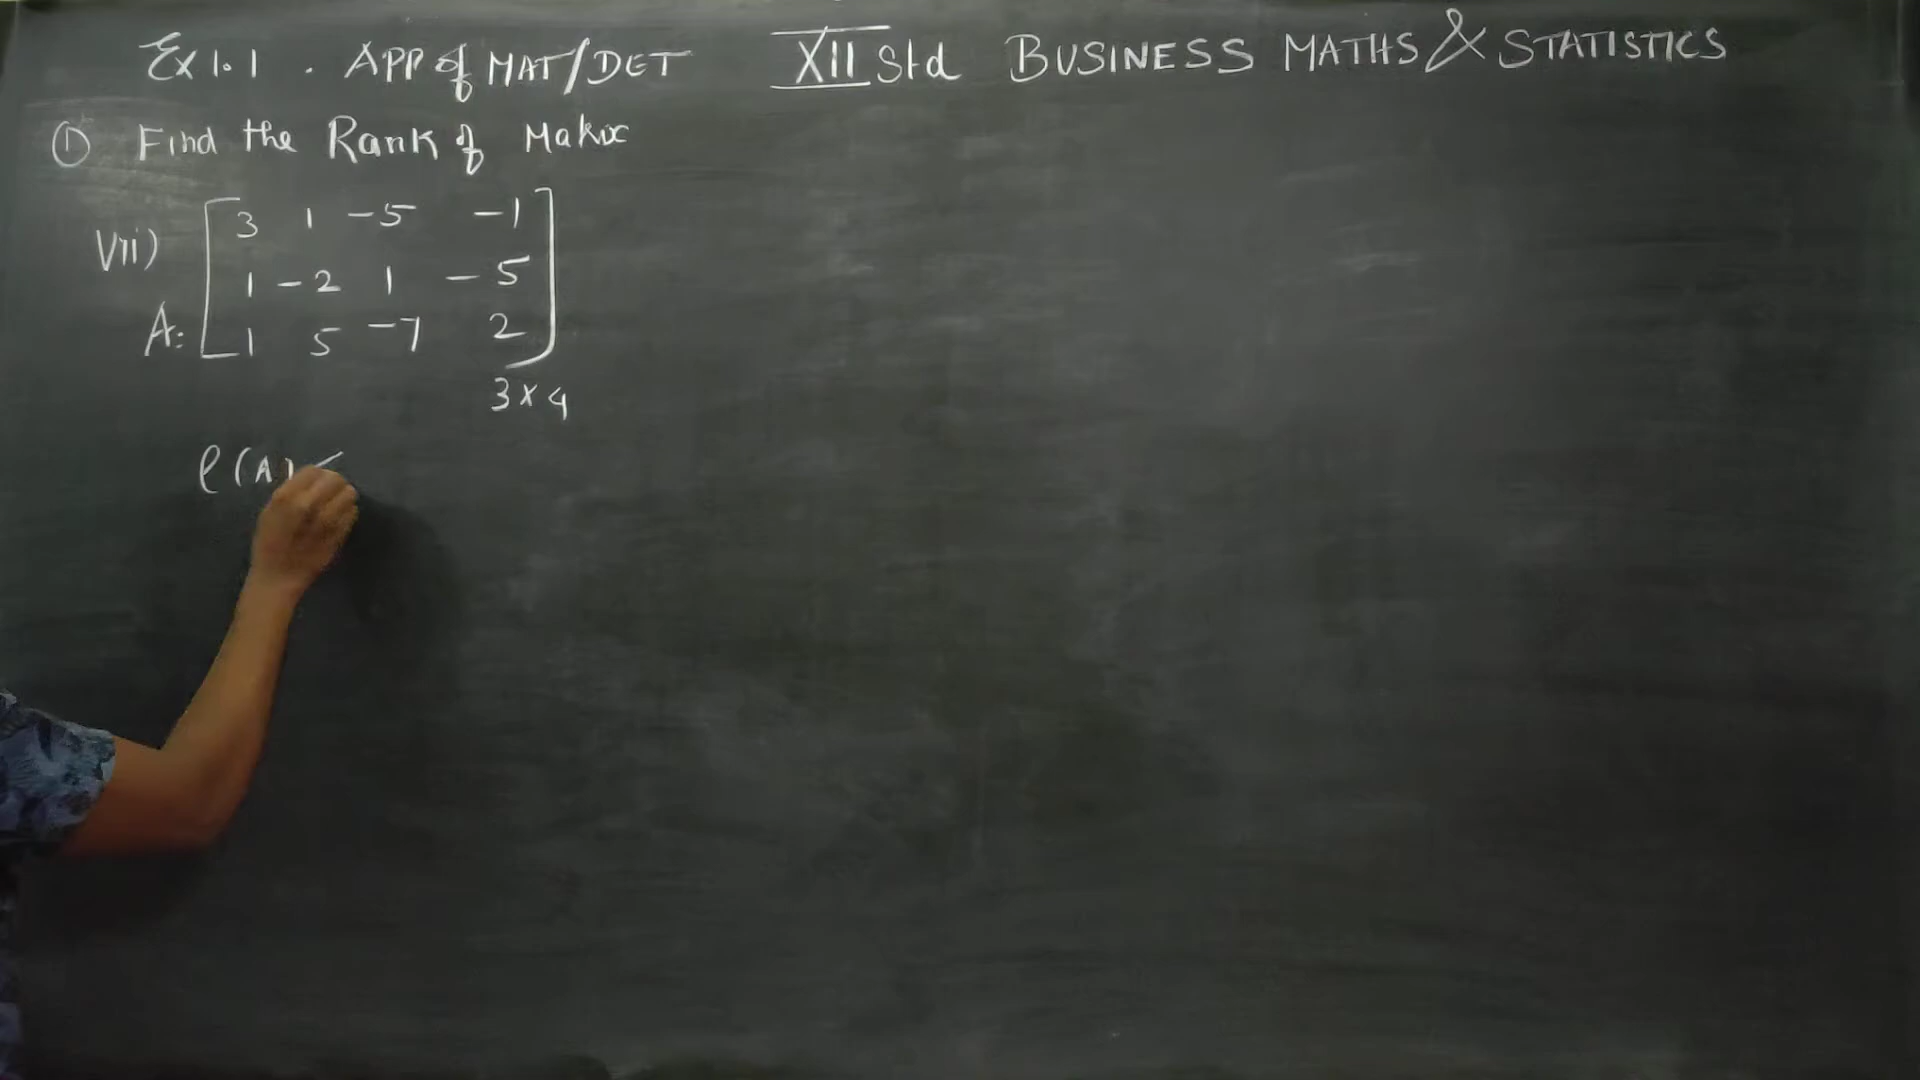 Ex 1.1 . APP of MAT/DET XII Std BUSINESS MATHS & STATISTICS
① Find the Rank of Matrix
Vii)
3 1 -5 -1
1 -2 1 -5
A: 1 5 -7 2
3 x 4
ρ(A) <